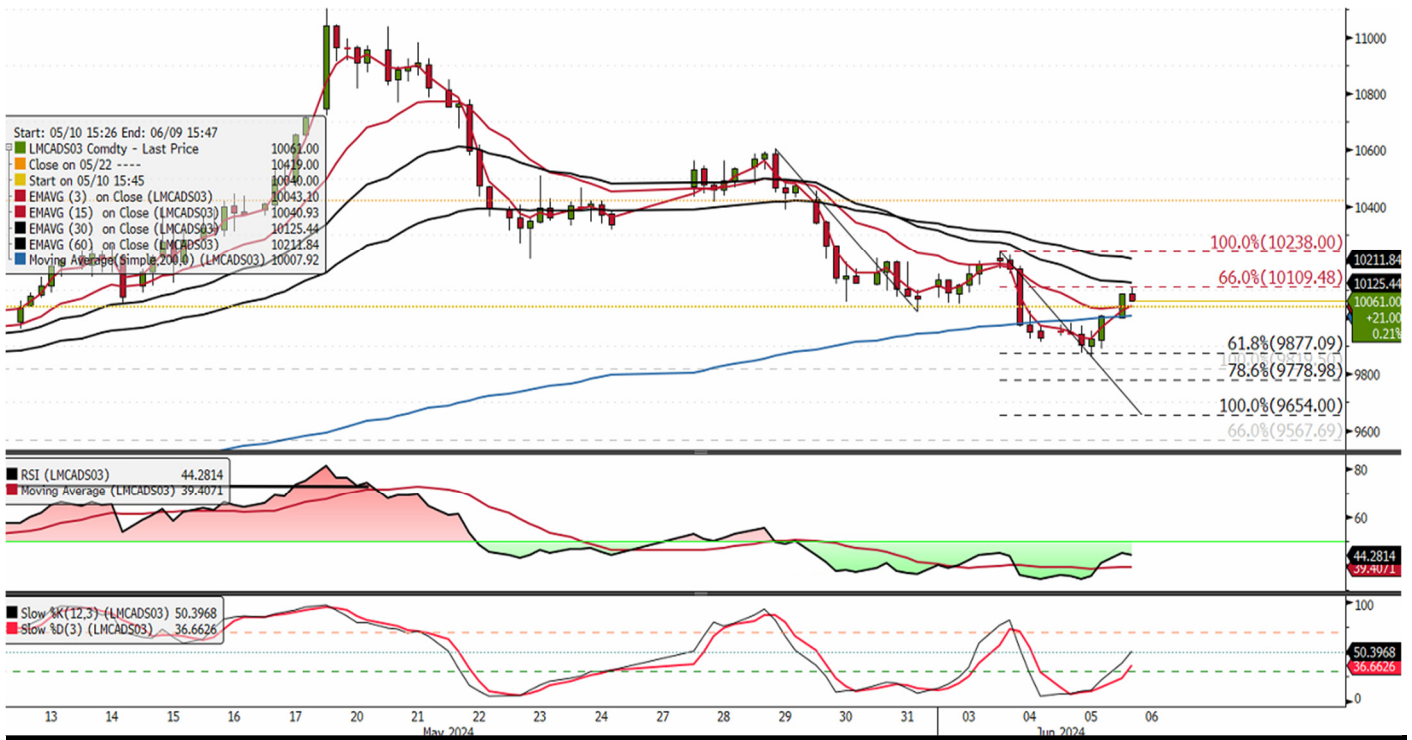 11000
10800
10600
10400
9800
9600
Start: 05/10 15:26 End: 06/09 15:47
LMCADS03 Comdty - Last Price 10061.00
Close on 05/22 ---- 10419.00
Start on 05/10 15:45 10040.00
EMAVG (3) on Close (LMCADS03) 10043.10
EMAVG (15) on Close (LMCADS03) 10040.93
EMAVG (30) on Close (LMCADS03) 10125.44
EMAVG (60) on Close (LMCADS03) 10211.84
Moving Average(Simple,200,0) (LMCADS03) 10007.92
100.0%(10238.00)
66.0%(10109.48)
61.8%(9877.09)
100.0%(9819.50)
78.6%(9778.98)
100.0%(9654.00)
66.0%(9567.69)
10211.84
10125.44
10061.00
+21.00
0.21%
RSI (LMCADS03) 44.2814
Moving Average (LMCADS03) 39.4071
80
60
44.2814
39.4071
Slow %K(12,3) (LMCADS03) 50.3968
Slow %D(3) (LMCADS03) 36.6626
100
50.3968
36.6626
0
13 14 15 16 17 20 21 22 23 24 27 28 29 30 31 03 04 05 06
May 2024 Jun 2024